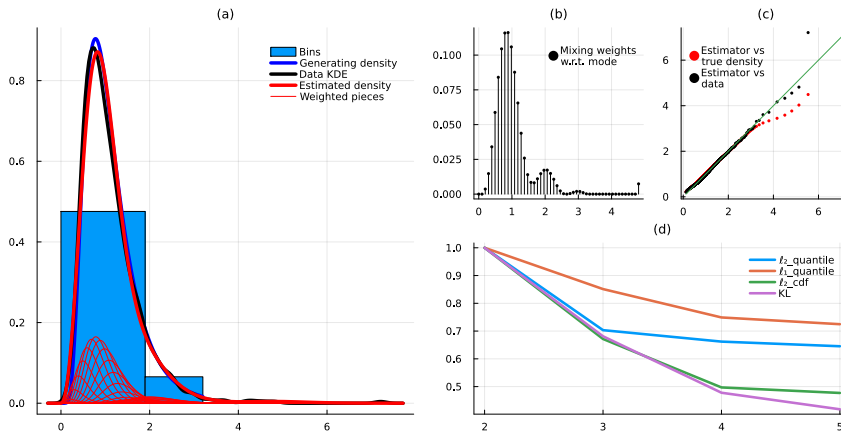 (a)
Bins
Generating density
Data KDE
Estimated density
Weighted pieces
0.8
0.6
0.4
0.2
0.0
0
2
4
6
(b)
Mixing weights
w.r.t. mode
0.100
0.075
0.050
0.025
0.000
0
1
2
3
4
(c)
Estimator vs
true density
Estimator vs
data
6
4
2
0
0
2
4
6
(d)
ℓ₂_quantile
ℓ₁_quantile
ℓ₂_cdf
KL
1.0
0.9
0.8
0.7
0.6
0.5
2
3
4
5